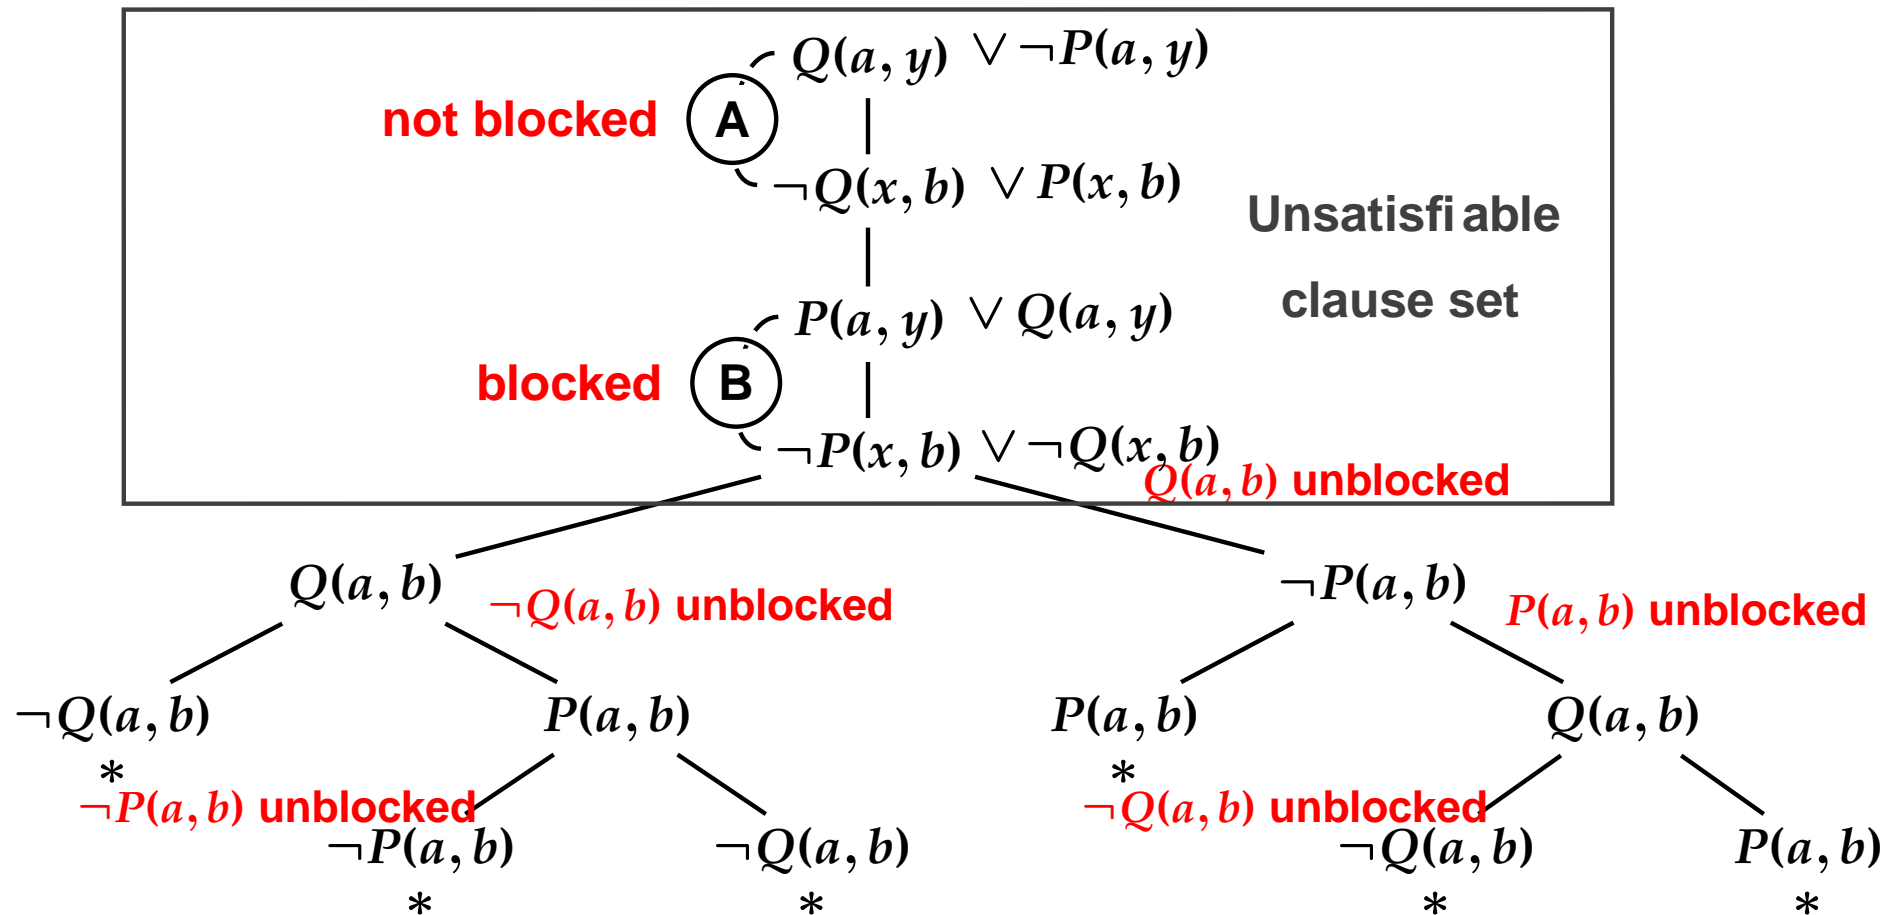 Q(a, y) ∨ ¬P(a, y)
not blocked A
¬Q(x, b) ∨ P(x, b)
Unsatisfiable
clause set
P(a, y) ∨ Q(a, y)
blocked B
¬P(x, b) ∨ ¬Q(x, b)
Q(a, b) unblocked
Q(a, b) ¬Q(a, b) unblocked ¬P(a, b) P(a, b) unblocked
¬Q(a, b) P(a, b) P(a, b) Q(a, b)
* *
¬P(a, b) unblocked ¬Q(a, b) unblocked
¬P(a, b) ¬Q(a, b) ¬Q(a, b) P(a, b)
* * * *